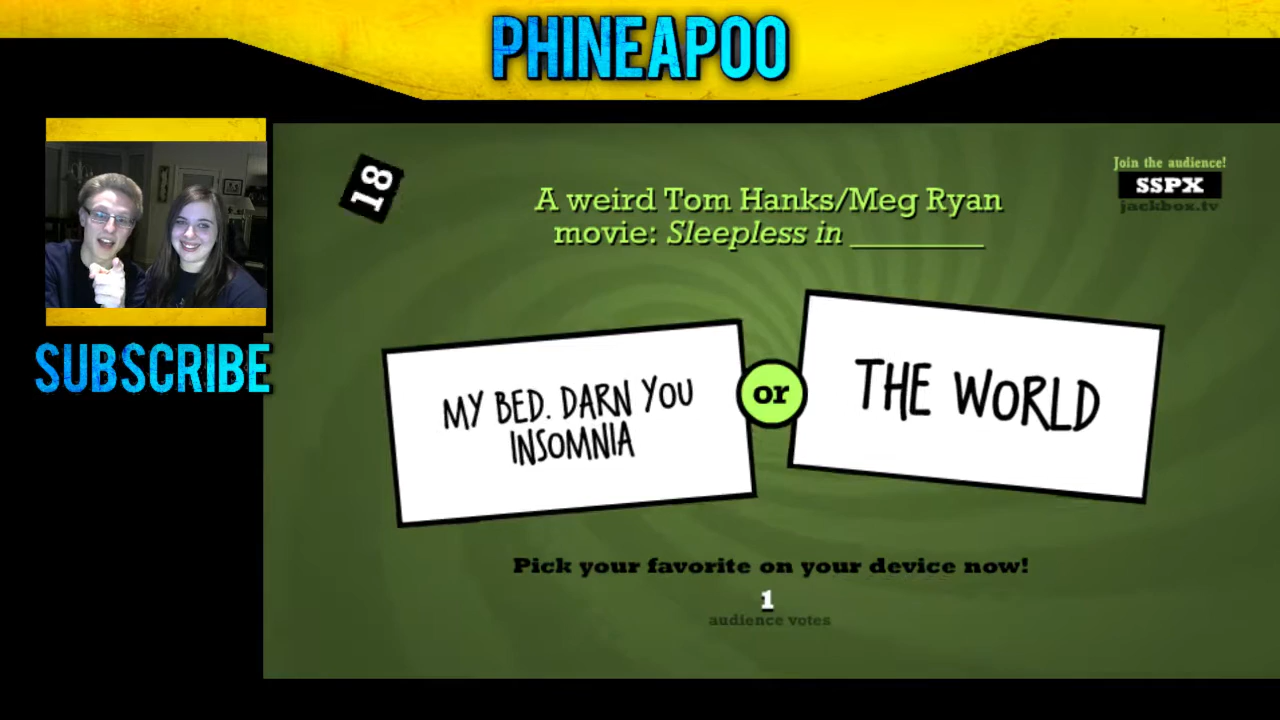 PHINEAPOO
18
Join the audience!
SSPX
jackbox.tv
A weird Tom Hanks/Meg Ryan
movie: Sleepless in ________
MY BED. DARN YOU
INSOMNIA
or
THE WORLD
SUBSCRIBE
Pick your favorite on your device now!
1
audience votes